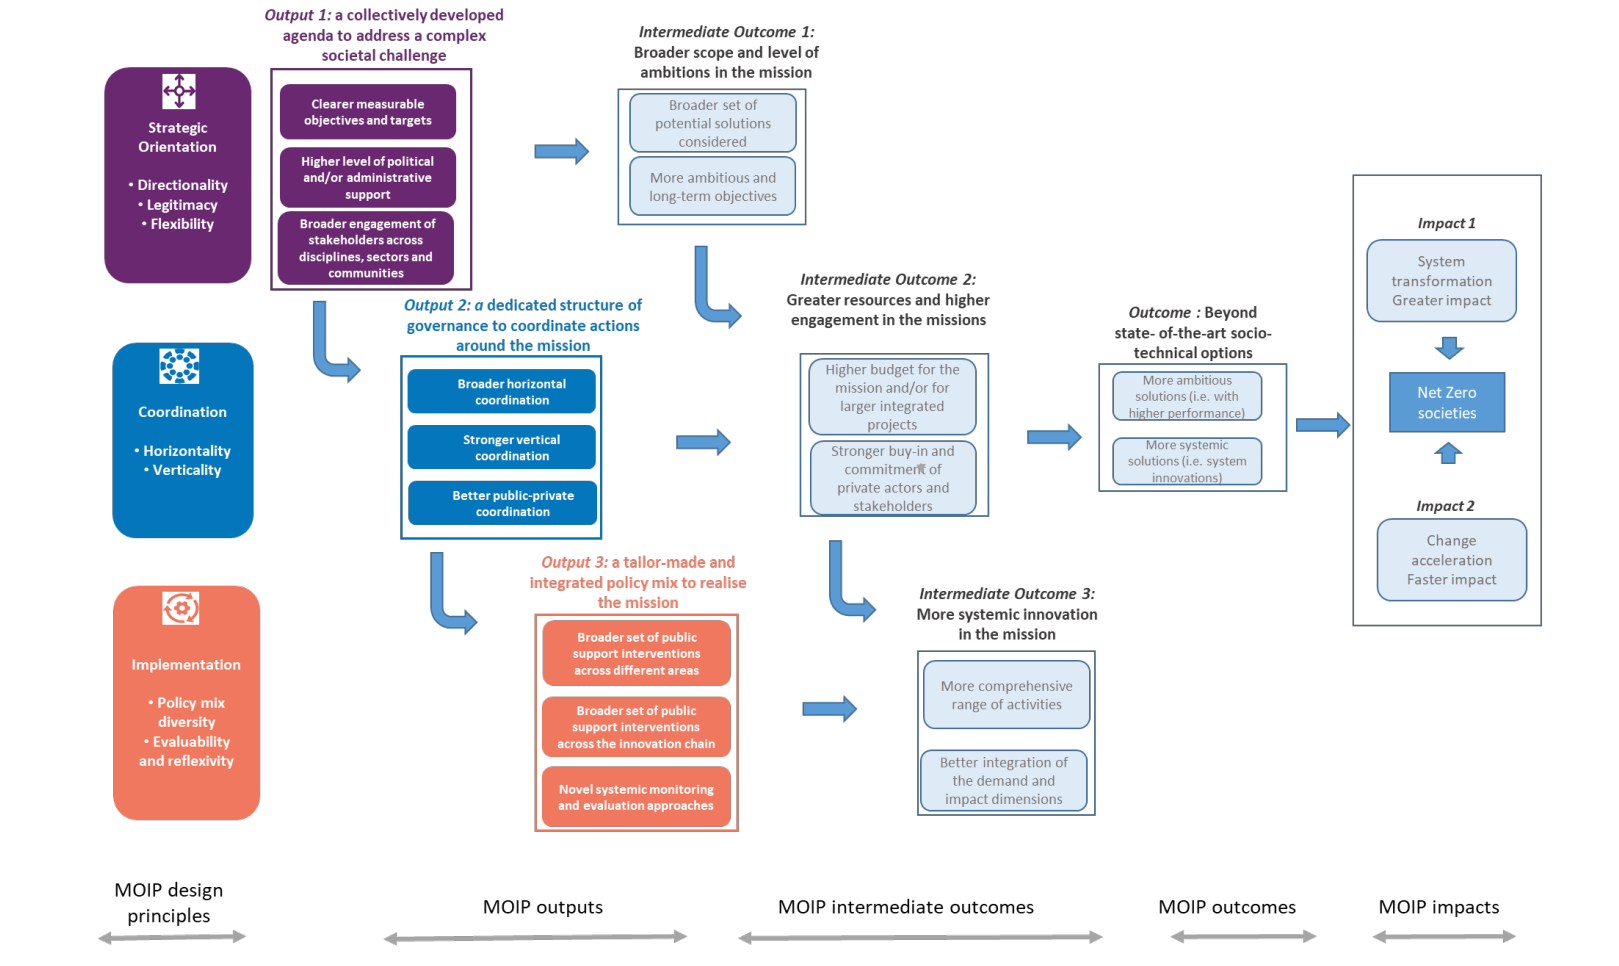 Output 1: a collectively developed
agenda to address a complex
societal challenge
Strategic
Orientation
• Directionality
• Legitimacy
• Flexibility
Clearer measurable
objectives and targets
Higher level of political
and/or administrative
support
Broader engagement of
stakeholders across
disciplines, sectors and
communities
Intermediate Outcome 1:
Broader scope and level of
ambitions in the mission
Broader set of
potential solutions
considered
More ambitious and
long-term objectives
Output 2: a dedicated structure of
governance to coordinate actions
around the mission
Coordination
• Horizontality
• Verticality
Broader horizontal
coordination
Stronger vertical
coordination
Better public-private
coordination
Intermediate Outcome 2:
Greater resources and higher
engagement in the missions
Higher budget for the
mission and/or for
larger integrated
projects
Stronger buy-in and
commitment of
private actors and
stakeholders
Outcome : Beyond
state- of-the-art socio-
technical options
More ambitious
solutions (i.e. with
higher performance)
More systemic
solutions (i.e. system
innovations)
Impact 1
System
transformation
Greater impact
Net Zero
societies
Impact 2
Change
acceleration
Faster impact
Output 3: a tailor-made and
integrated policy mix to realise
the mission
Implementation
• Policy mix
diversity
• Evaluability
and reflexivity
Broader set of public
support interventions
across different areas
Broader set of public
support interventions
across the innovation chain
Novel systemic monitoring
and evaluation approaches
Intermediate Outcome 3:
More systemic innovation
in the mission
More comprehensive
range of activities
Better integration of
the demand and
impact dimensions
MOIP design
principles
MOIP outputs
MOIP intermediate outcomes
MOIP outcomes
MOIP impacts